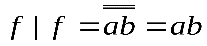 f | f = \overline{\overline{ab}} = ab